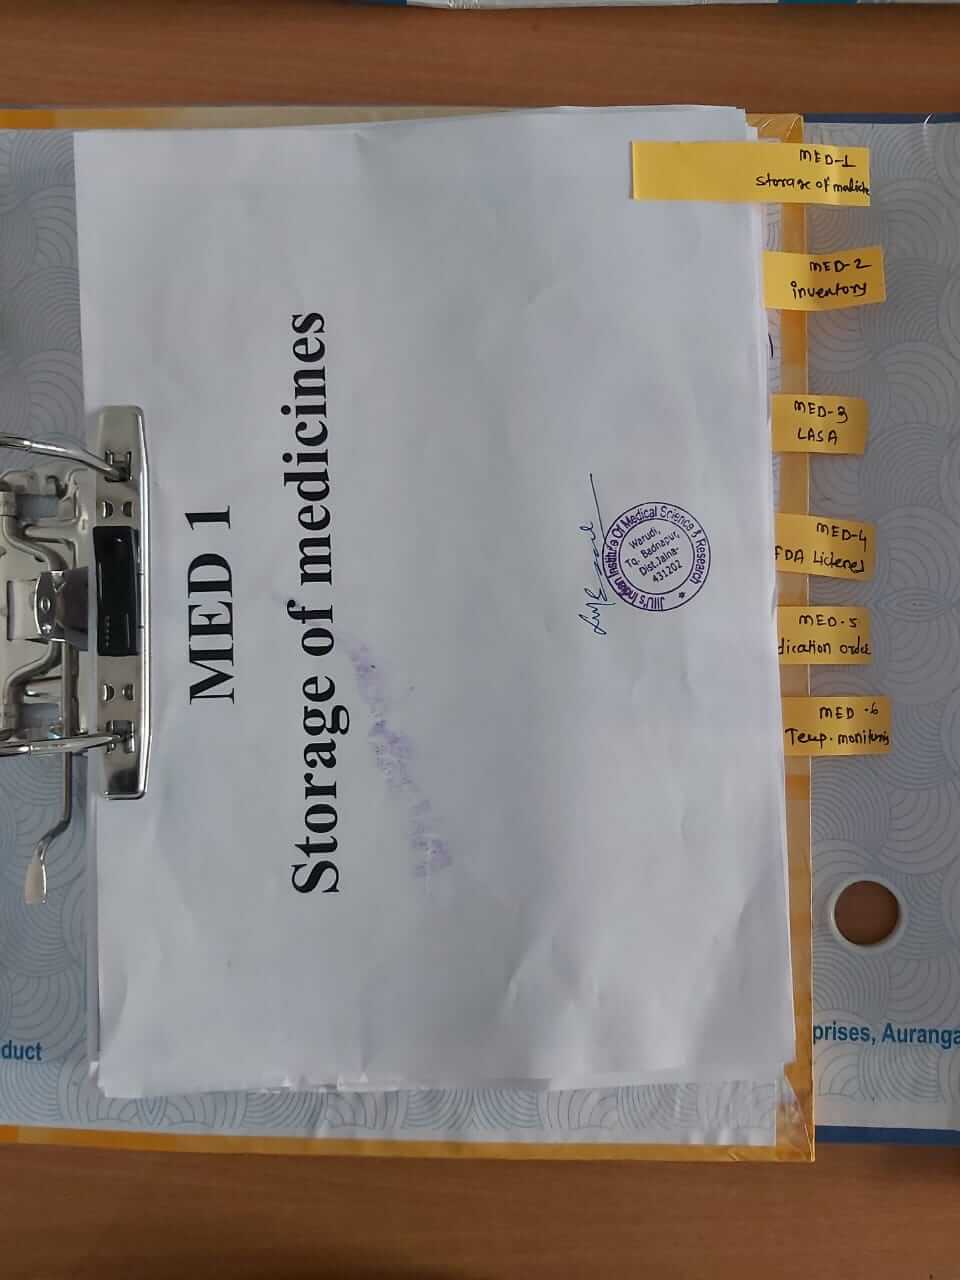 MED 1
Storage of medicines
JIIU's Indian Institute Of Medical Science & Research
Warudi,
Tq. Badnapur,
Dist.Jalna-
431202
MED-1
storage of medicin
MED-2
inventory
MED-3
LASA
MED-4
FDA Licienes
MED-5
dication order
MED-6
Temp. monitoring
duct
prises, Auranga